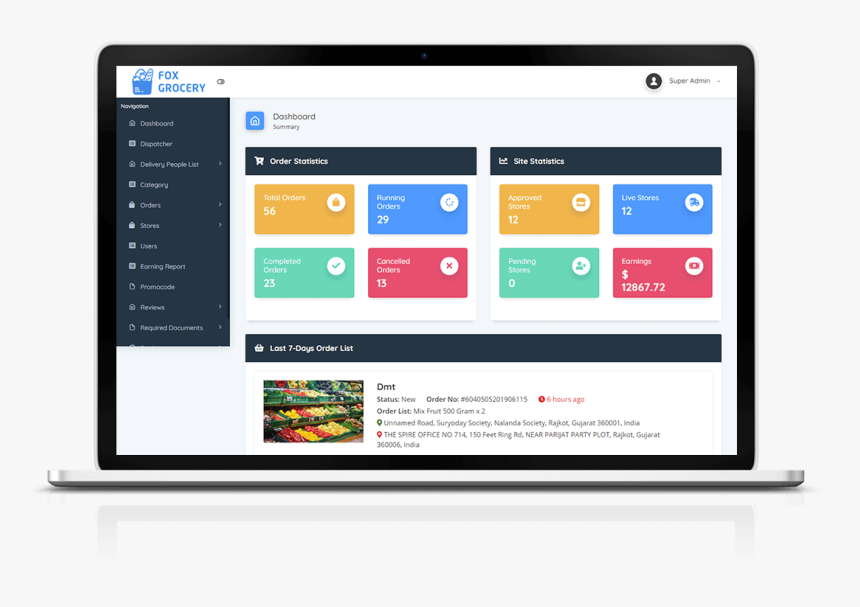 FOX
GROCERY
Super Admin
Navigation
Dashboard
Dispatcher
Delivery People List
Category
Orders
Stores
Users
Earning Report
Promocode
Reviews
Required Documents
Dashboard
Summary
Order Statistics
Total Orders
56
Running
Orders
29
Completed
Orders
23
Cancelled
Orders
13
Site Statistics
Approved
Stores
12
Live Stores
12
Pending
Stores
0
Earnings
$
12867.72
Last 7-Days Order List
Dmt
Status: New Order No: #6040505201906115 6 hours ago
Order List: Mix Fruit 500 Gram x 2
Unnamed Road, Suryoday Society, Nalanda Society, Rajkot, Gujarat 360001, India
THE SPIRE OFFICE NO 714, 150 Feet Ring Rd, NEAR PARIJAT PARTY PLOT, Rajkot, Gujarat
360006, India